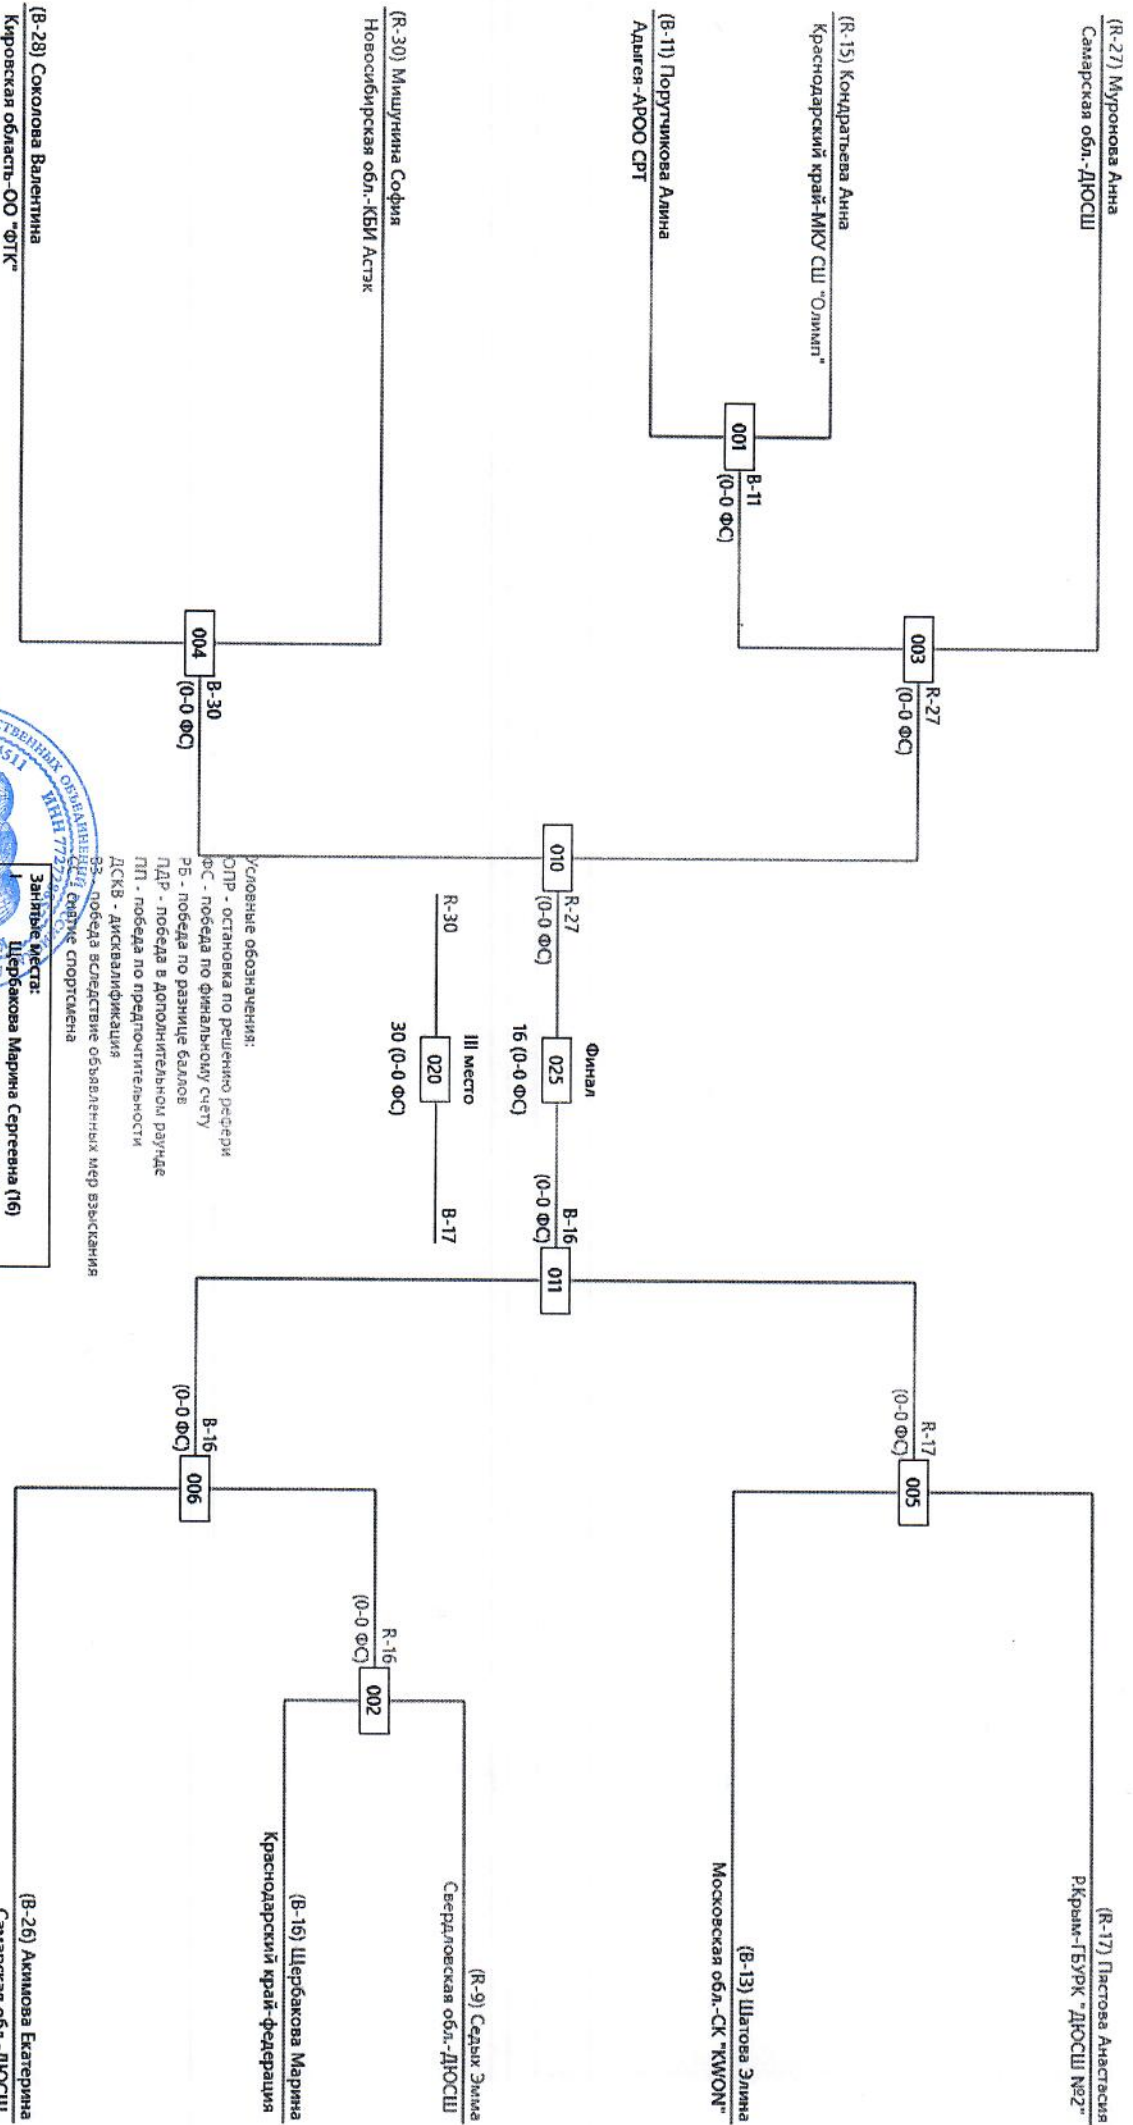 (R-27) Муронова Анна
Самарская обл.-ДЮСШ
(R-15) Кондратьева Анна
Краснодарский край-МКУ СШ "Олимп"
(B-11) Порутчикова Алина
Адыгея-АРОО СРТ
(R-30) Мишунина София
Новосибирская обл.-КБИ Астэк
(B-28) Соколова Валентина
Кировская область-ОО "ФТК"
001
B-11
(0-0 ФС)
003
R-27
(0-0 ФС)
004
B-30
(0-0 ФС)
010
R-27
(0-0 ФС)
Финал
025
16 (0-0 ФС)
B-16
(0-0 ФС)
011
III место
R-30
020
B-17
30 (0-0 ФС)
R-17
(0-0 ФС)
005
B-16
(0-0 ФС)
006
R-16
(0-0 ФС)
002
(R-17) Пястова Анастасия
Р.Крым-ГБУРК "ДЮСШ №2"
(B-13) Шатова Элина
Московская обл.-СК "KWON"
(R-9) Седых Эмма
Свердловская обл.-ДЮСШ
(B-16) Щербакова Марина
Краснодарский край-федерация
(B-26) Акимова Екатерина
Самарская обл.-ДЮСШ
Условные обозначения:
ОПР - остановка по решению рефери
ФС - победа по финальному счету
РБ - победа по разнице баллов
ПДР - победа в дополнительном раунде
ПП - победа по предпочтительности
ДСКВ - дисквалификация
ВЗ - победа вследствие объявленных мер взыскания
снятие спортсмена
Занятые места:
I Щербакова Марина Сергеевна (16)
ОБЪЕДИНЕНИЙ
ИНН 7727